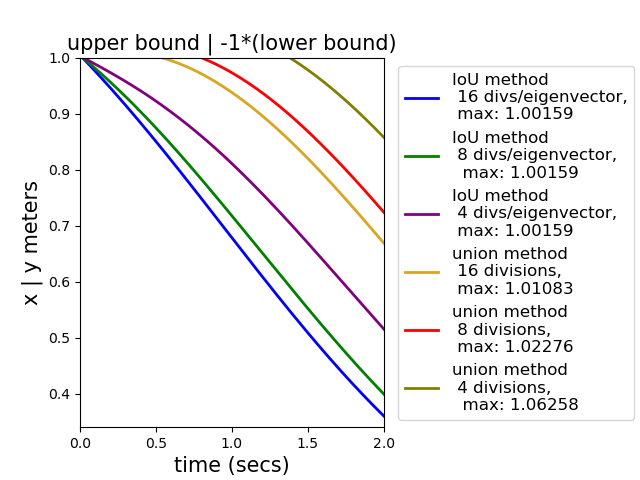 upper bound | -1*(lower bound)
1.0
0.9
0.8
0.7
0.6
0.5
0.4
x | y meters
0.0
0.5
1.0
1.5
2.0
time (secs)
IoU method
16 divs/eigenvector,
max: 1.00159
IoU method
8 divs/eigenvector,
max: 1.00159
IoU method
4 divs/eigenvector,
max: 1.00159
union method
16 divisions,
max: 1.01083
union method
8 divisions,
max: 1.02276
union method
4 divisions,
max: 1.06258